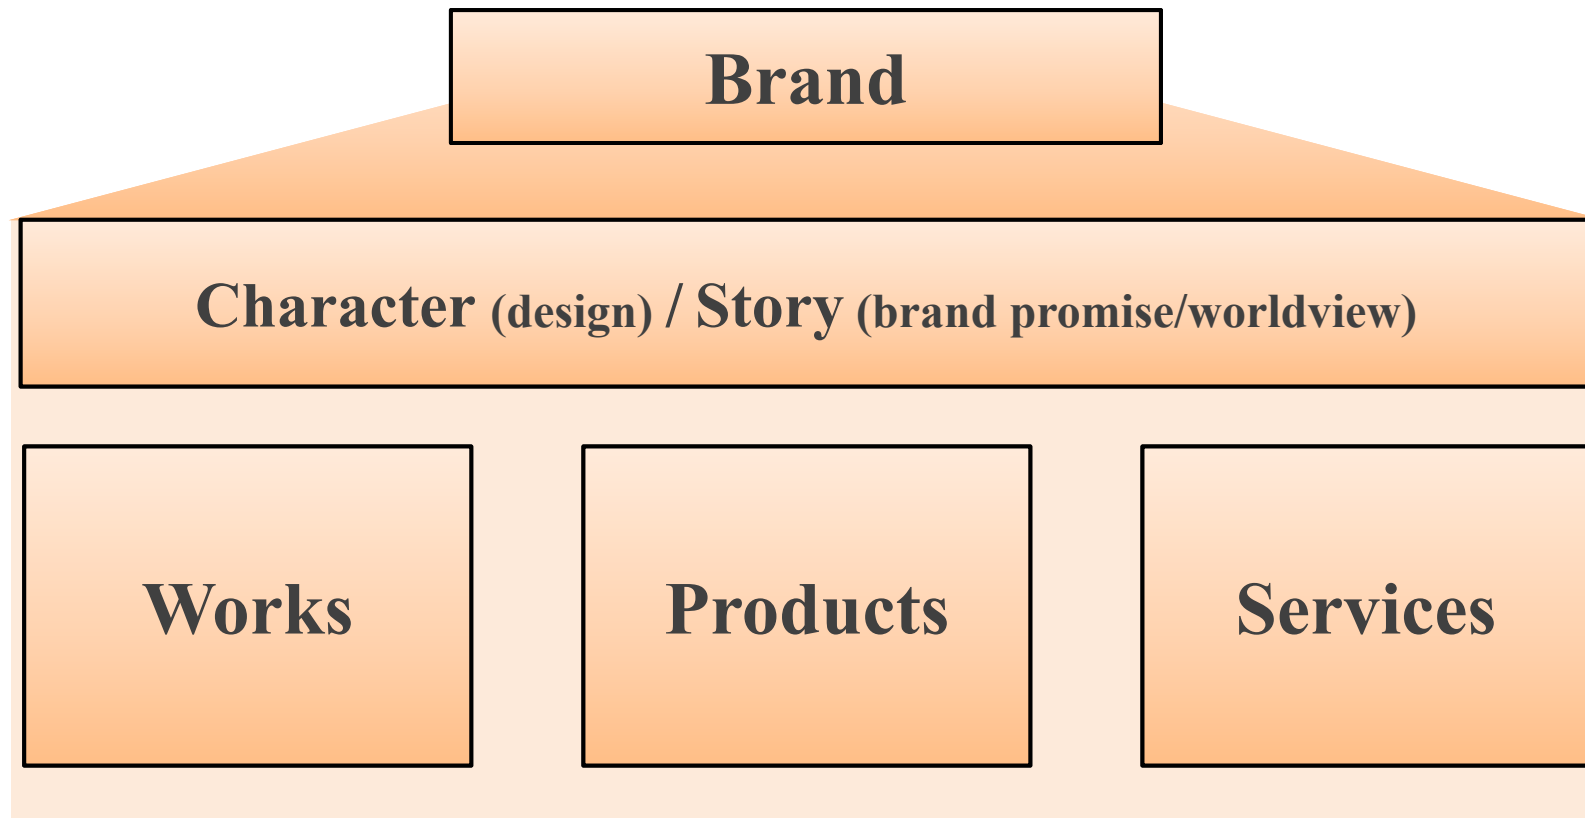 Brand
Character (design) / Story (brand promise/worldview)
Works
Products
Services